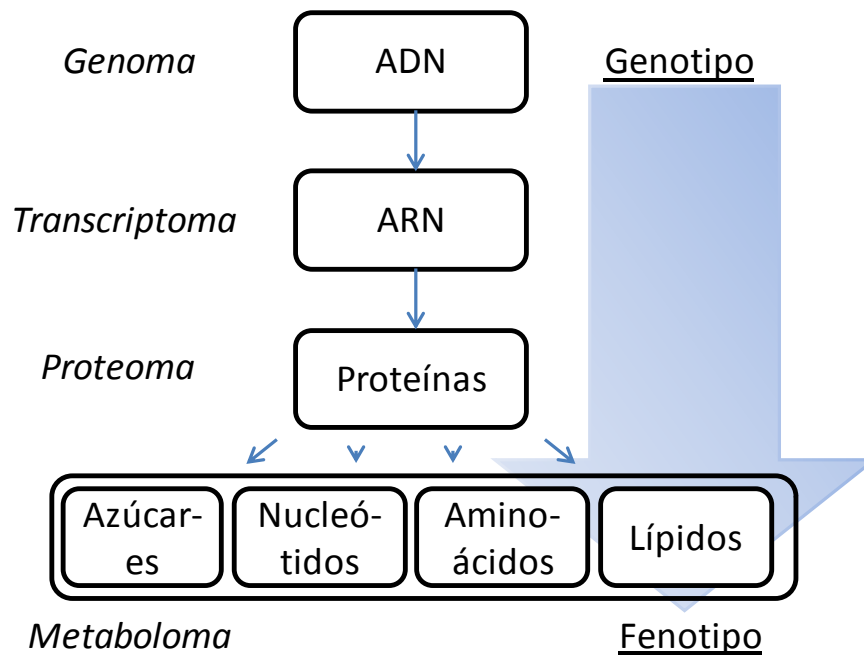 Genoma
ADN
Genotipo
Transcriptoma
ARN
Proteoma
Proteínas
Azúcar-
es
Nucleó-
tidos
Amino-
ácidos
Lípidos
Metaboloma
Fenotipo